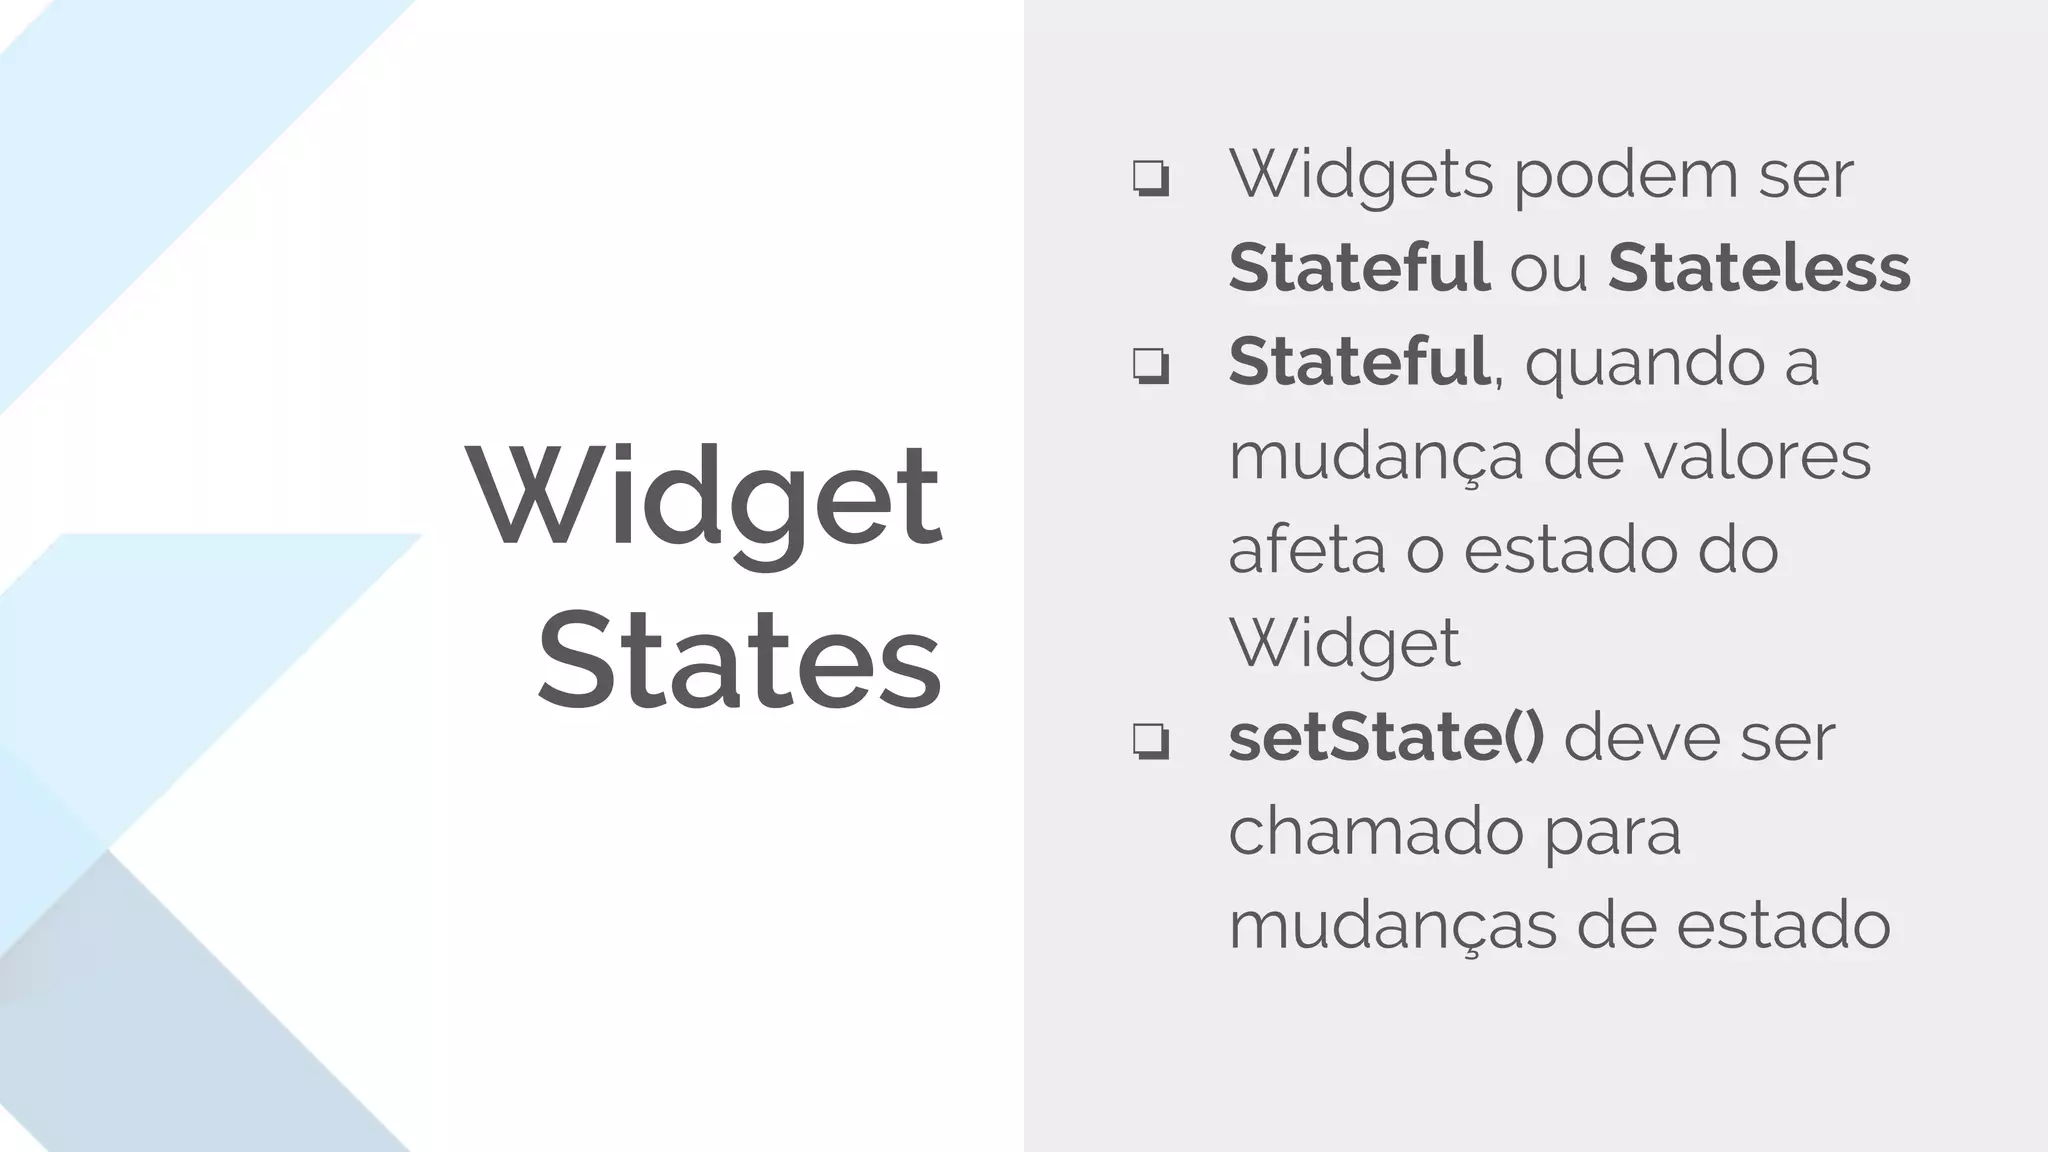 Widget
States
Widgets podem ser
Stateful ou Stateless
Stateful, quando a
mudança de valores
afeta o estado do
Widget
setState() deve ser
chamado para
mudanças de estado